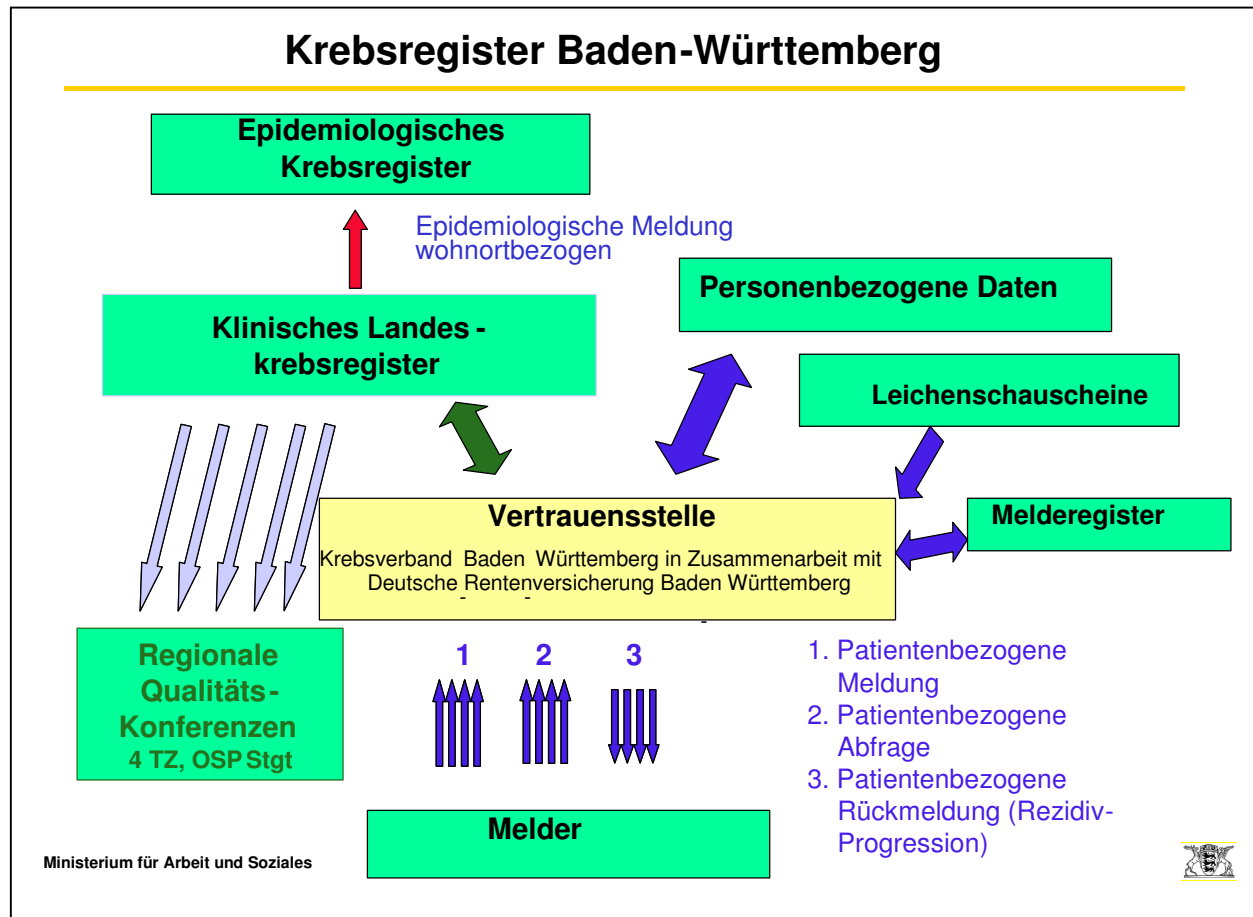 Krebsregister Baden-Württemberg
Epidemiologisches
Krebsregister
Epidemiologische Meldung
wohnortbezogen
Personenbezogene Daten
Klinisches Landes -
krebsregister
Leichenschauscheine
Vertrauensstelle
Krebsverband Baden Württemberg in Zusammenarbeit mit
Deutsche Rentenversicherung Baden Württemberg
- - -
Melderegister
Regionale
Qualitäts-
Konferenzen
4 TZ, OSP Stgt
1 2 3
1. Patientenbezogene
Meldung
2. Patientenbezogene
Abfrage
3. Patientenbezogene
Rückmeldung (Rezidiv-
Progression)
Melder
Ministerium für Arbeit und Soziales